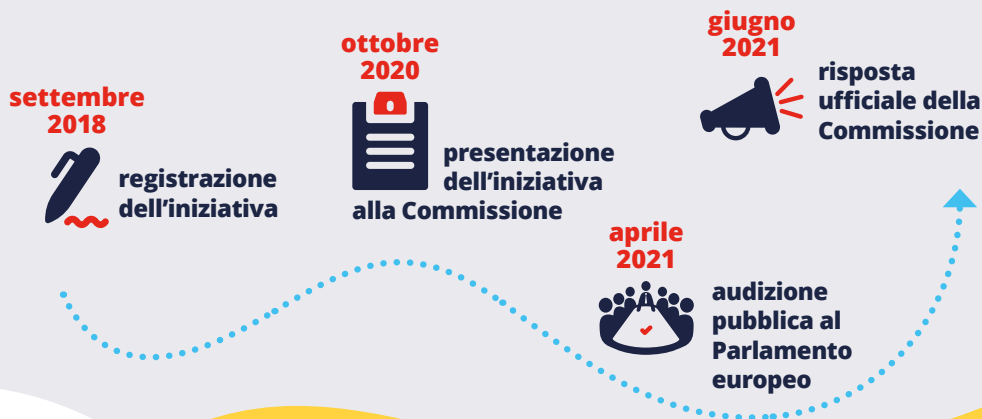 settembre
2018
registrazione
dell’iniziativa
ottobre
2020
presentazione
dell’iniziativa
alla Commissione
aprile
2021
audizione
pubblica al
Parlamento
europeo
giugno
2021
risposta
ufficiale della
Commissione